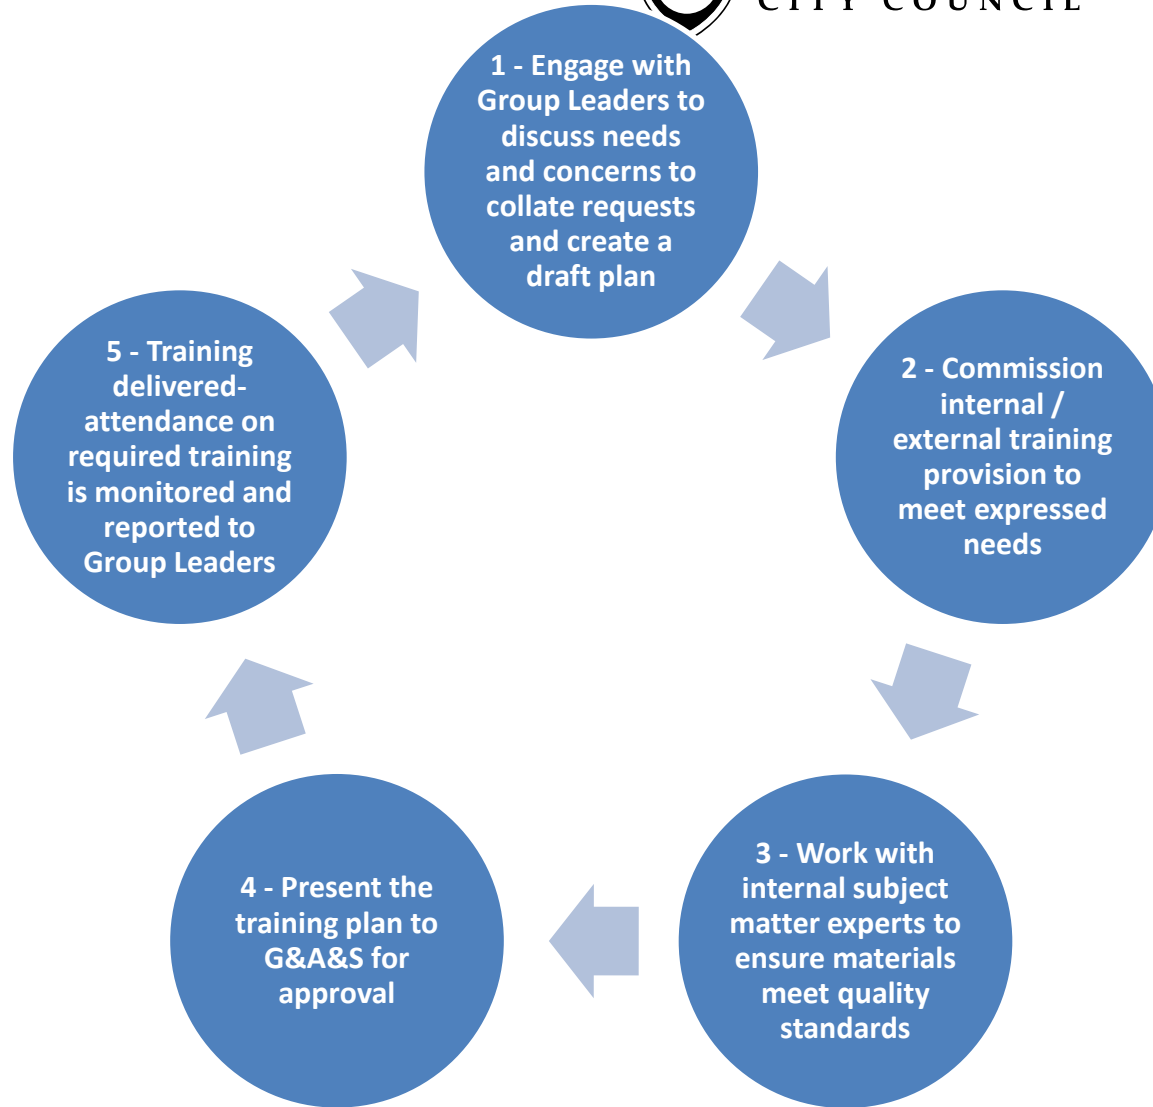 CITY COUNCIL
1 - Engage with
Group Leaders to
discuss needs
and concerns to
collate requests
and create a
draft plan
2 - Commission
internal /
external training
provision to
meet expressed
needs
3 - Work with
internal subject
matter experts to
ensure materials
meet quality
standards
4 - Present the
training plan to
G&A&S for
approval
5 - Training
delivered-
attendance on
required training
is monitored and
reported to
Group Leaders